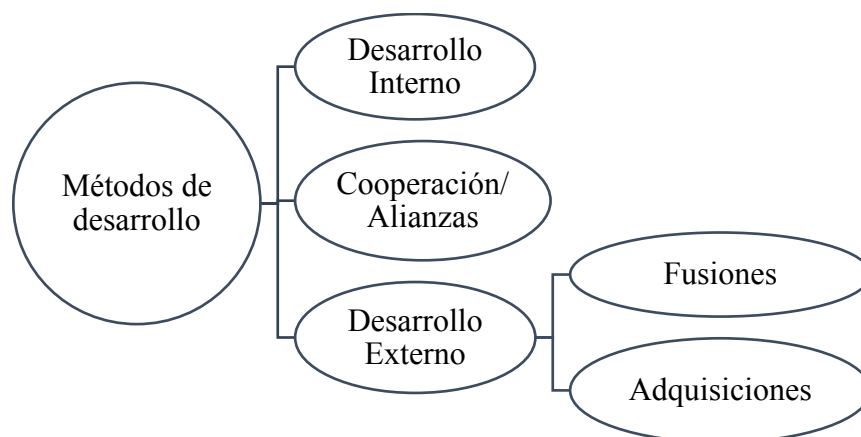 Métodos de
desarrollo
Desarrollo
Interno
Cooperación/
Alianzas
Desarrollo
Externo
Fusiones
Adquisiciones